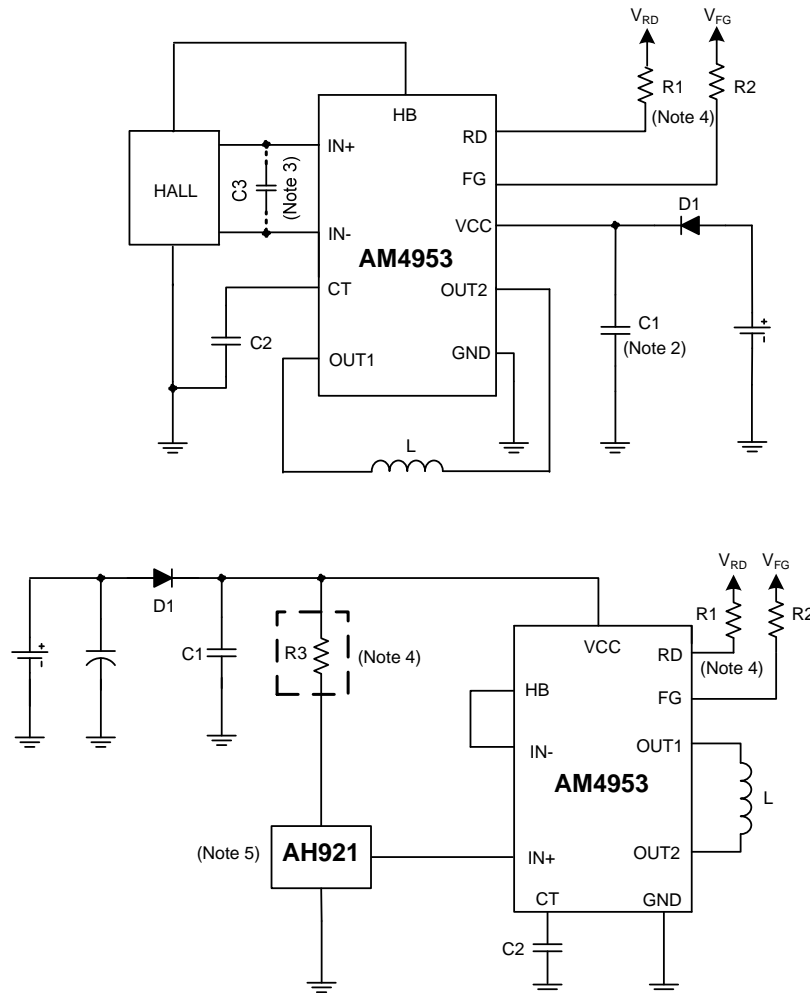 VRD
VFG
R1
R2
(Note 4)
HB
RD
IN+
HALL
C3
(Note 3)
FG
D1
VCC
IN-
AM4953
CT
OUT2
+
-
C1
(Note 2)
C2
OUT1
GND
L
VRD
VFG
D1
R1
R2
VCC
RD
(Note 4)
C1
R3
(Note 4)
+
-
HB
FG
IN-
OUT1
AM4953
L
(Note 5)
AH921
IN+
OUT2
CT
GND
C2